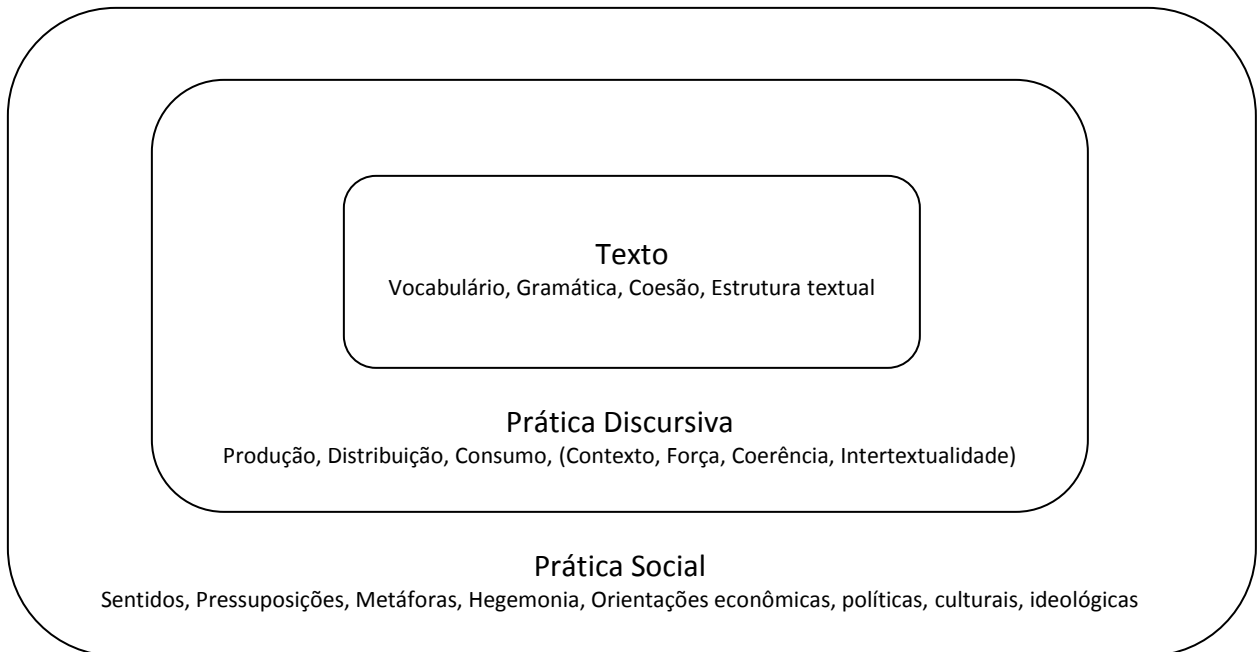 Texto
Vocabulário, Gramática, Coesão, Estrutura textual
Prática Discursiva
Produção, Distribuição, Consumo, (Contexto, Força, Coerência, Intertextualidade)
Prática Social
Sentidos, Pressuposições, Metáforas, Hegemonia, Orientações econômicas, políticas, culturais, ideológicas